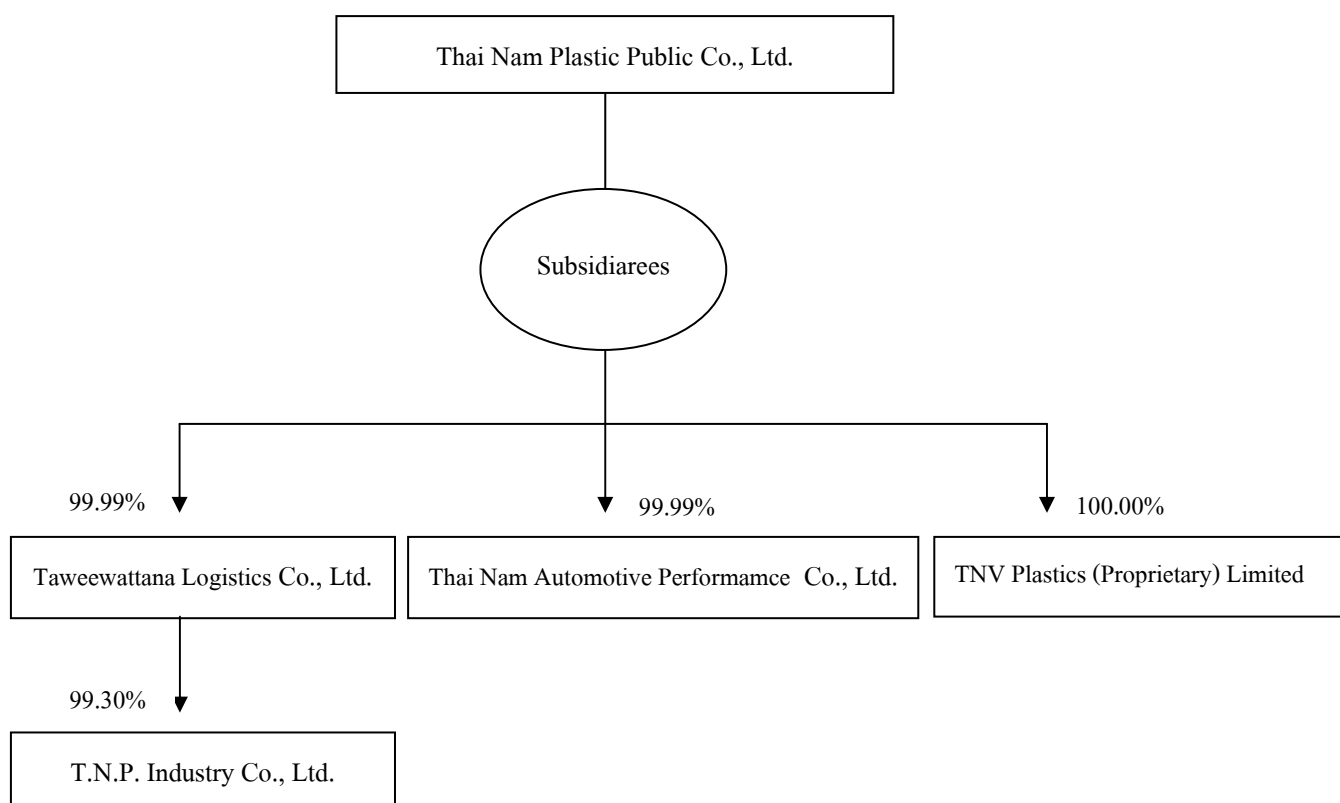 Thai Nam Plastic Public Co., Ltd.
Subsidiarees
99.99%
99.99%
100.00%
Taweewattana Logistics Co., Ltd.
Thai Nam Automotive Performamce Co., Ltd.
TNV Plastics (Proprietary) Limited
99.30%
T.N.P. Industry Co., Ltd.